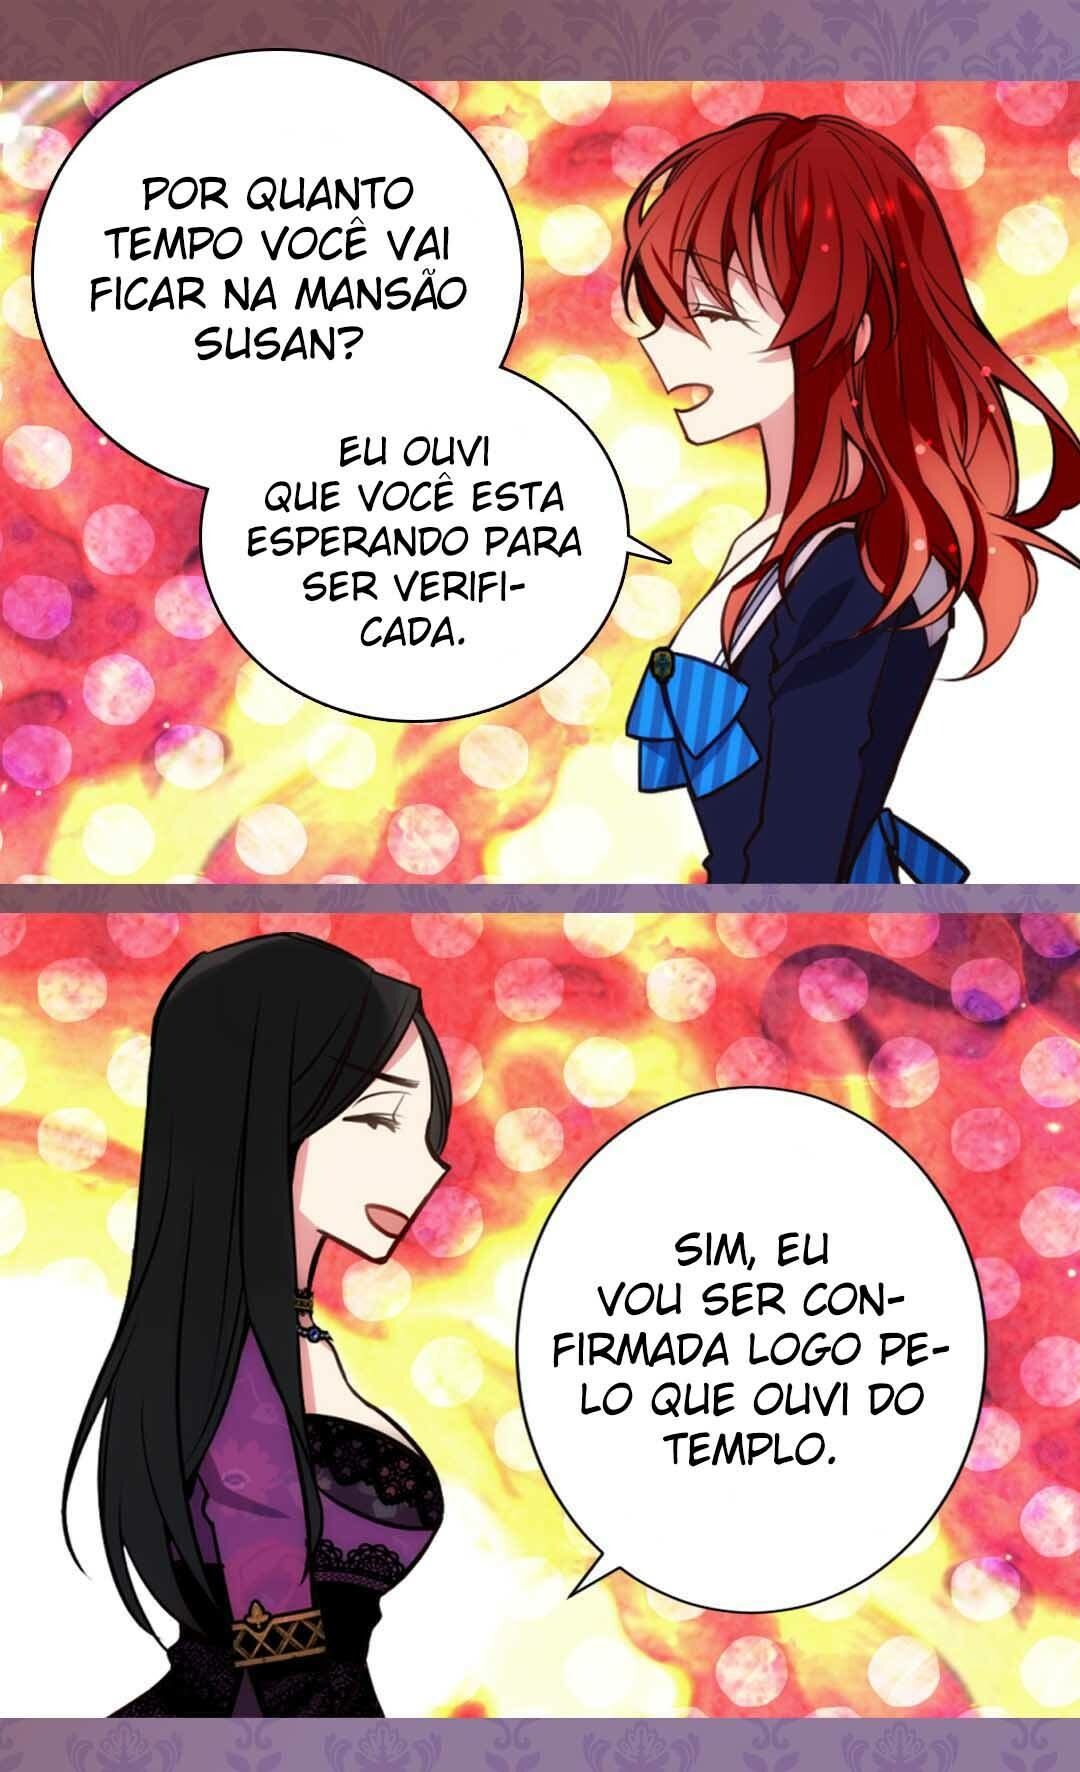 POR QUANTO
TEMPO VOCÊ VAI
FICAR NA MANSÃO
SUSAN?
EU OUVI
QUE VOCÊ ESTA
ESPERANDO PARA
SER VERIFI-
CADA.
SIM, EU
VOU SER CON-
FIRMADA LOGO PE-
LO QUE OUVI DO
TEMPLO.